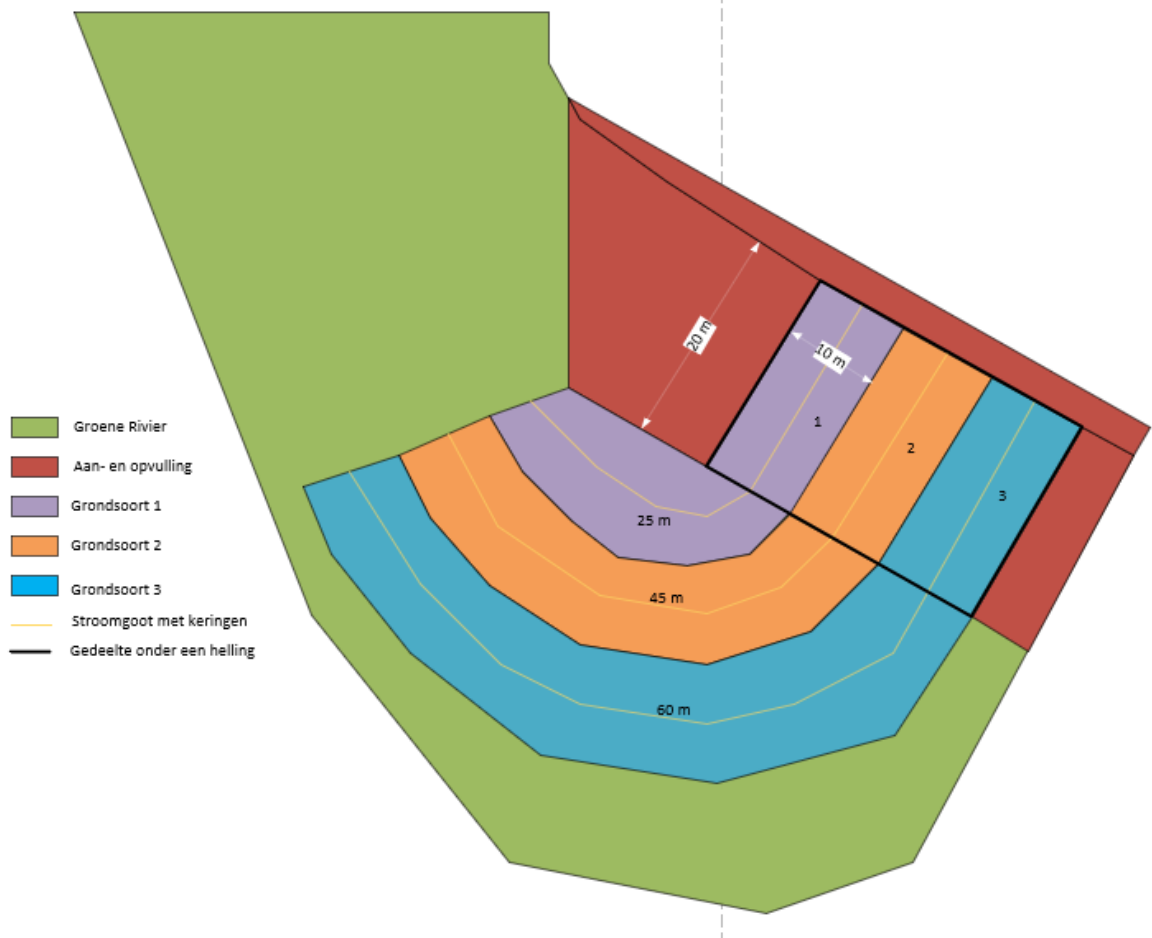 20 m
10 m
1
2
3
25 m
45 m
60 m
Groene Rivier
Aan- en opvulling
Grondsoort 1
Grondsoort 2
Grondsoort 3
Stroomgoot met keringen
Gedeelte onder een helling